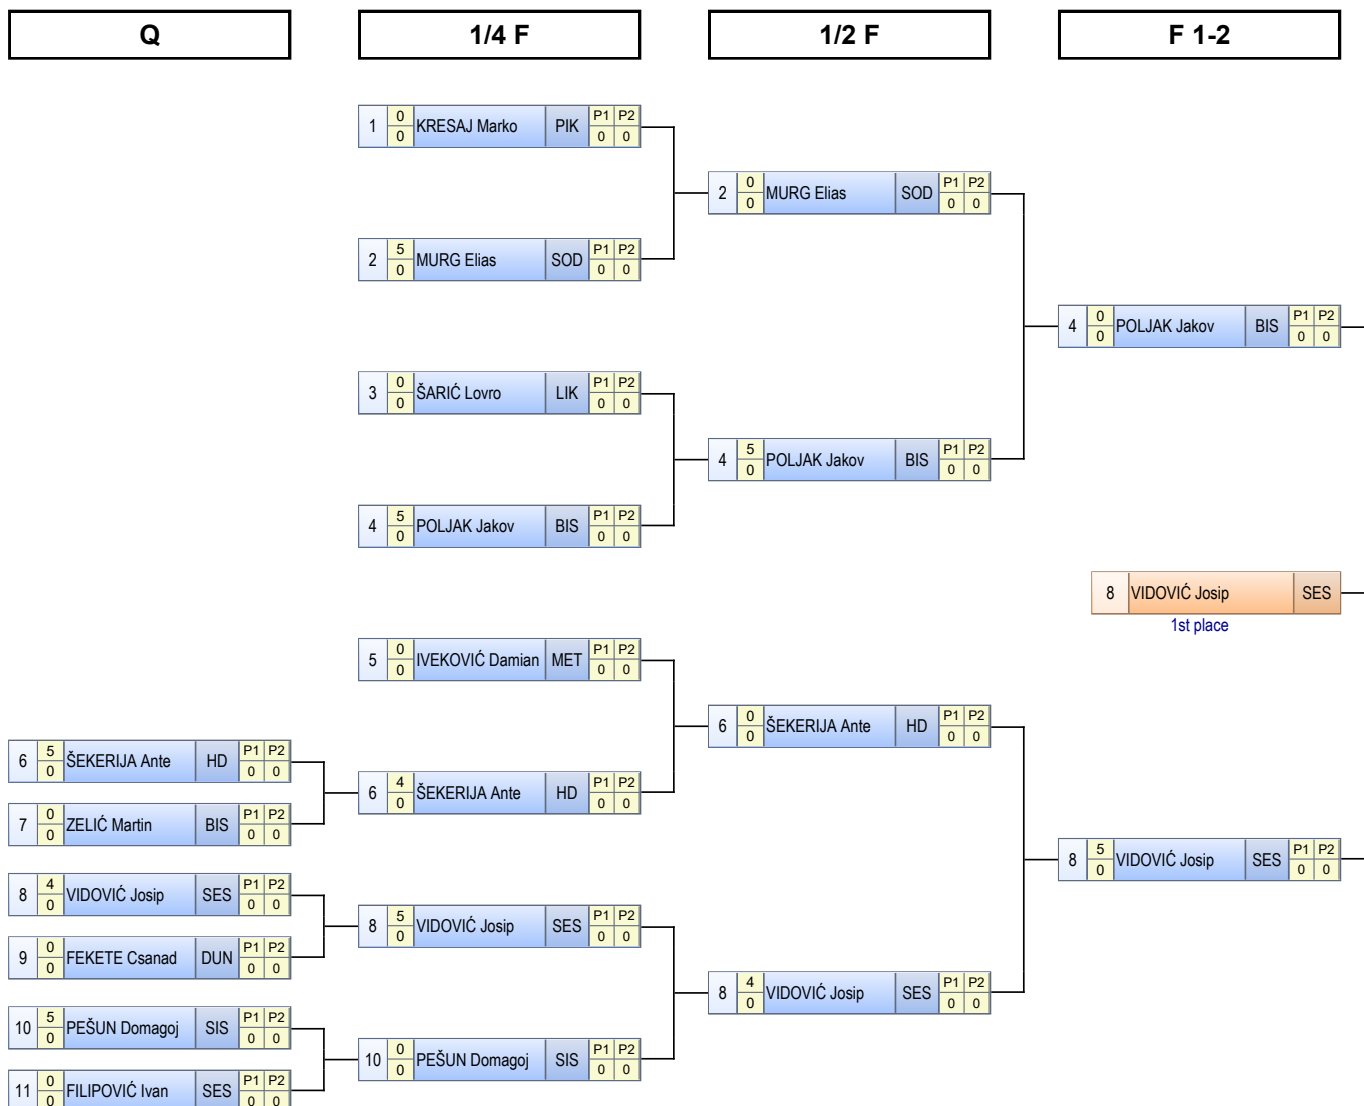 Q
1/4 F
1/2 F
F 1-2
1 0 KRESAJ Marko PIK P1 P2
0 0 0
2 0 MURG Elias SOD P1 P2
0 0 0
2 5 MURG Elias SOD P1 P2
0 0 0
4 0 POLJAK Jakov BIS P1 P2
0 0 0
3 0 ŠARIĆ Lovro LIK P1 P2
0 0 0
4 5 POLJAK Jakov BIS P1 P2
0 0 0
4 5 POLJAK Jakov BIS P1 P2
0 0 0
8 VIDOVIĆ Josip SES
1st place
5 0 IVEKOVIĆ Damian MET P1 P2
0 0 0
6 0 ŠEKERIJA Ante HD P1 P2
0 0 0
6 5 ŠEKERIJA Ante HD P1 P2
0 0 0
6 4 ŠEKERIJA Ante HD P1 P2
0 0 0
7 0 ZELIĆ Martin BIS P1 P2
0 0 0
8 5 VIDOVIĆ Josip SES P1 P2
0 0 0
8 4 VIDOVIĆ Josip SES P1 P2
0 0 0
8 5 VIDOVIĆ Josip SES P1 P2
0 0 0
9 0 FEKETE Csanad DUN P1 P2
0 0 0
8 4 VIDOVIĆ Josip SES P1 P2
0 0 0
10 5 PEŠUN Domagoj SIS P1 P2
0 0 0
10 0 PEŠUN Domagoj SIS P1 P2
0 0 0
11 0 FILIPOVIĆ Ivan SES P1 P2
0 0 0